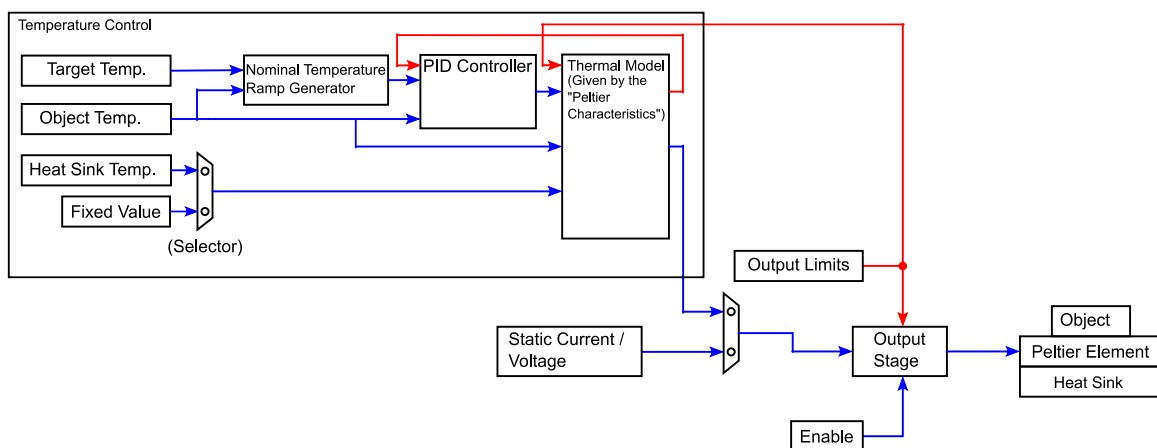 Temperature Control
Target Temp.
Nominal Temperature
Ramp Generator
PID Controller
Thermal Model
(Given by the
"Peltier
Characteristics")
Object Temp.
Heat Sink Temp.
Fixed Value
(Selector)
Output Limits
Static Current /
Voltage
Output
Stage
Object
Peltier Element
Heat Sink
Enable